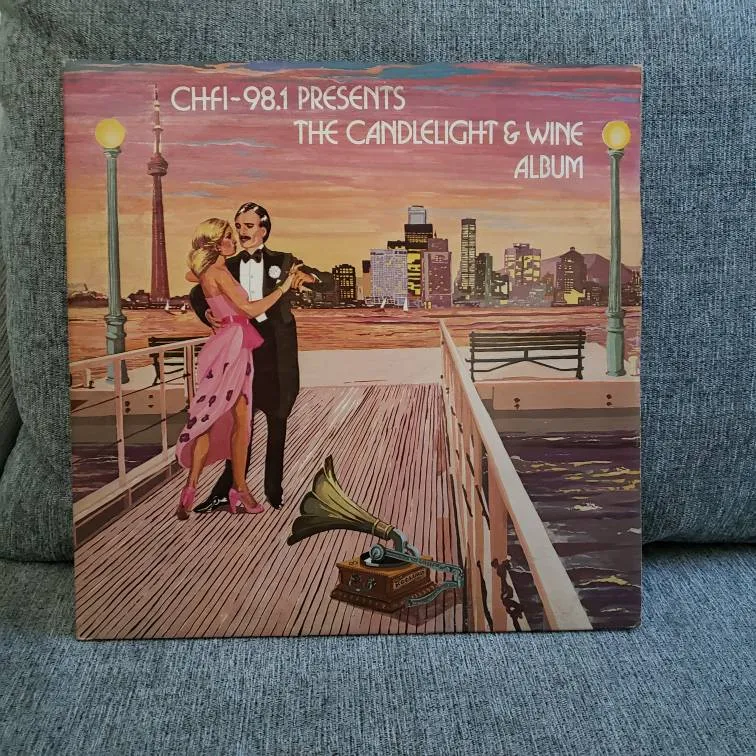 CHFI-98.1 PRESENTS
THE CANDLELIGHT & WINE
ALBUM